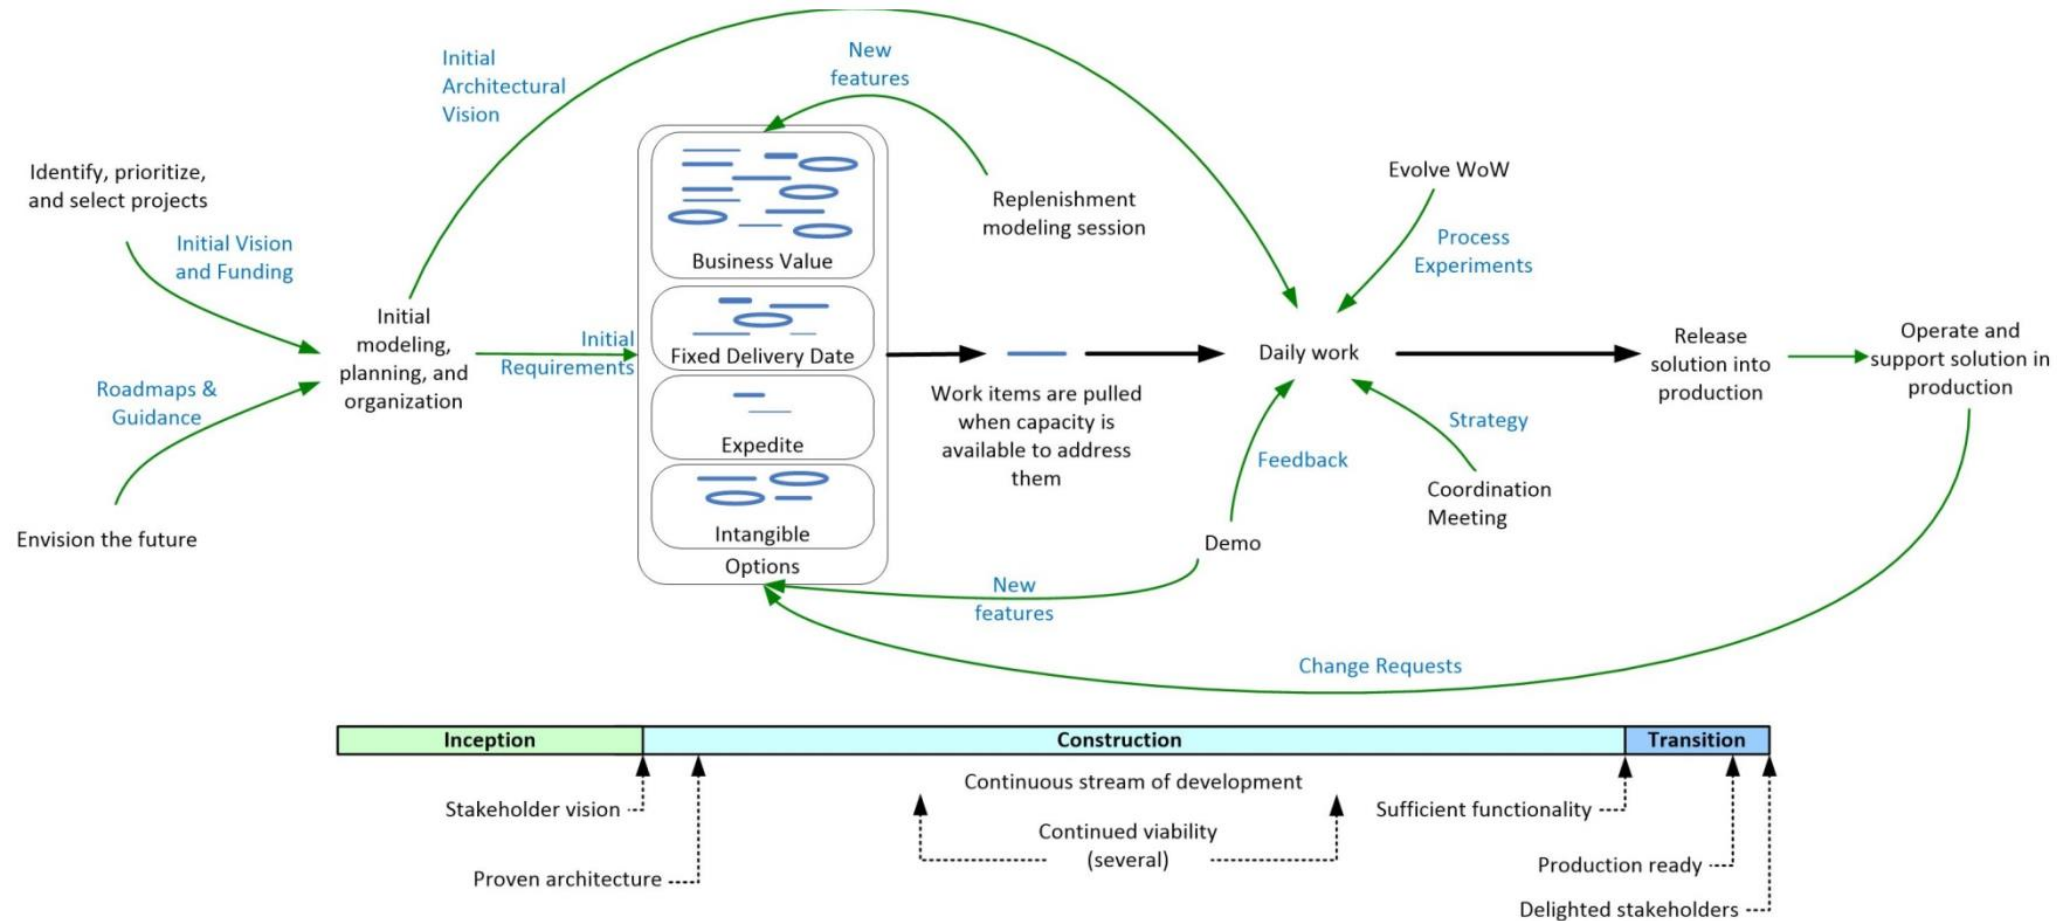 Initial
Architectural
Vision
New
features
Identify, prioritize,
and select projects
Initial Vision
and Funding
Roadmaps &
Guidance
Envision the future
Initial
modeling,
planning, and
organization
Initial
Requirements
Business Value
Fixed Delivery Date
Expedite
Intangible
Options
Replenishment
modeling session
Work items are pulled
when capacity is
available to address
them
Evolve WoW
Process
Experiments
Daily work
Feedback
Demo
Strategy
Coordination
Meeting
New
features
Release
solution into
production
Operate and
support solution in
production
Change Requests
Inception
Construction
Transition
Stakeholder vision
Proven architecture
Continuous stream of development
Continued viability
(several)
Sufficient functionality
Production ready
Delighted stakeholders